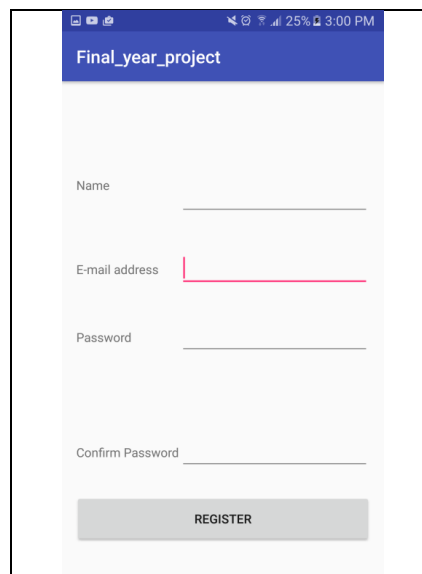 25% 3:00 PM
Final_year_project
Name
E-mail address
Password
Confirm Password
REGISTER